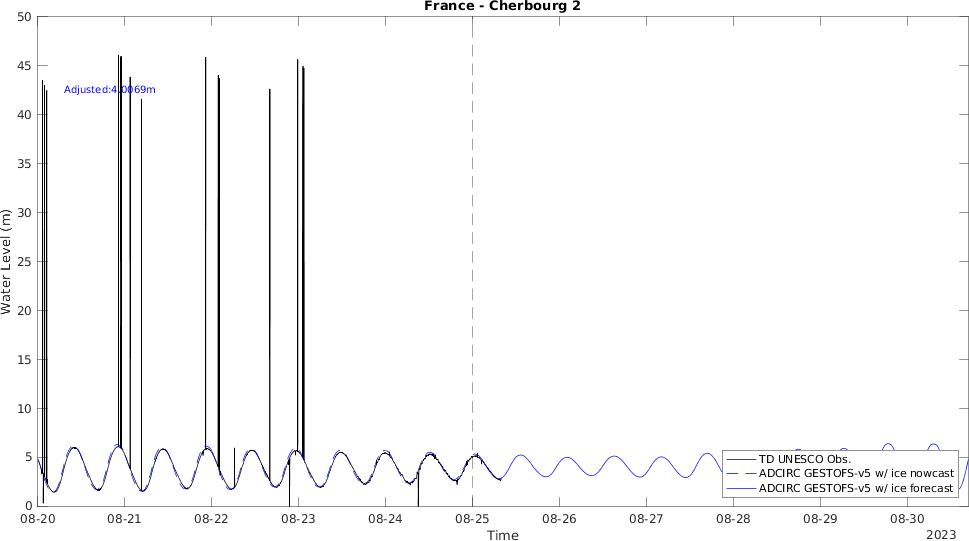 France - Cherbourg 2
50
45
40
35
30
25
20
15
10
5
0
Water Level (m)
Adjusted:4.0069m
TD UNESCO Obs.
ADCIRC GESTOFS-v5 w/ ice nowcast
ADCIRC GESTOFS-v5 w/ ice forecast
08-20 08-21 08-22 08-23 08-24 08-25 08-26 08-27 08-28 08-29 08-30
Time
2023